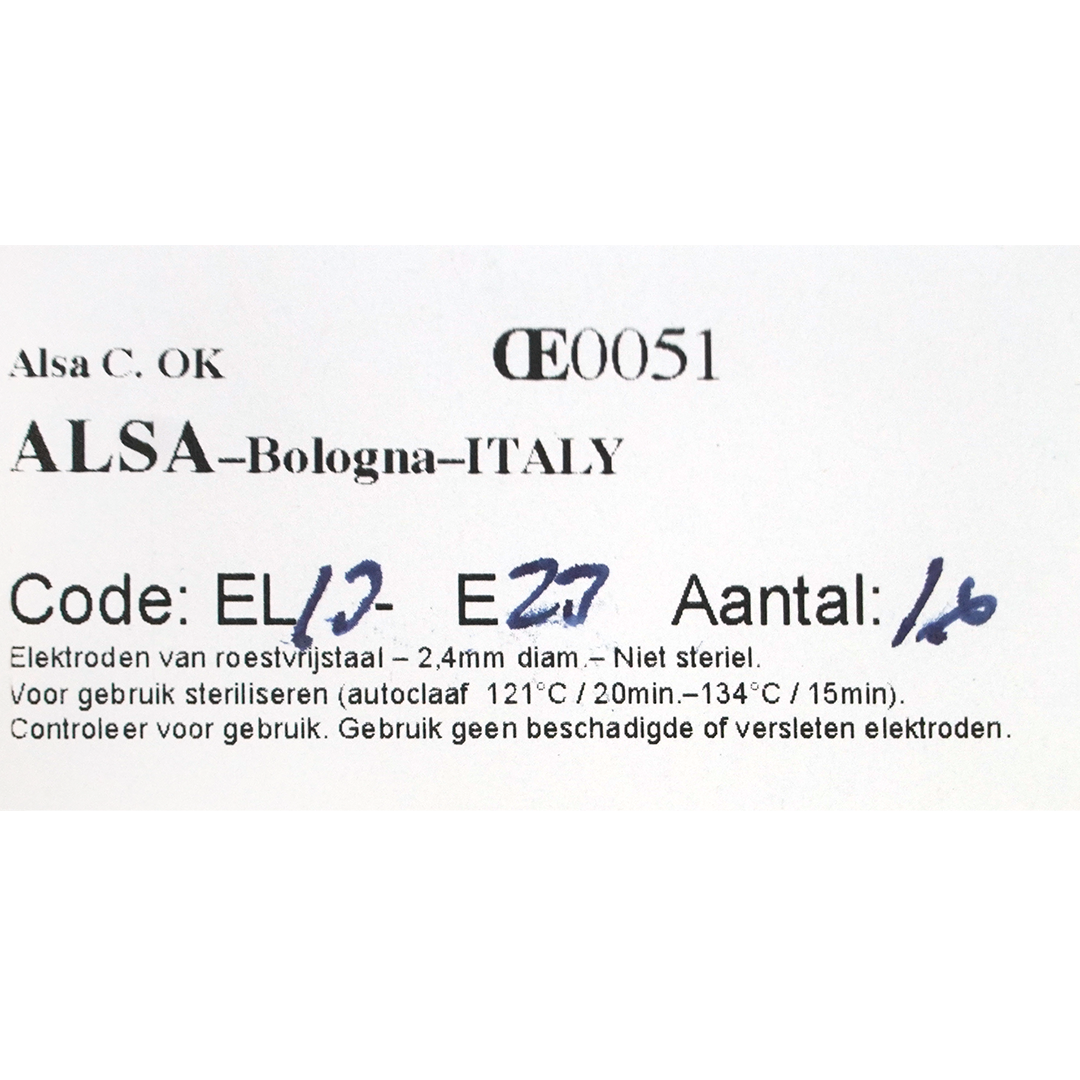 Alsa C. OK CE0051
ALSA–Bologna–ITALY
Code: EL E Aantal:
Elektroden van roestvrijstaal – 2,4mm diam.– Niet steriel.
Voor gebruik steriliseren (autoclaaf 121°C / 20min.–134°C / 15min).
Controleer voor gebruik. Gebruik geen beschadigde of versleten elektroden.